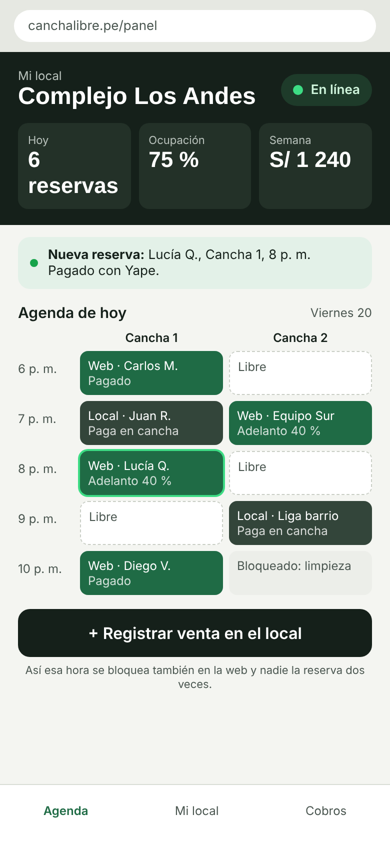 canchalibre.pe/panel
Mi local
Complejo Los Andes
En línea
Hoy
6
reservas
Ocupación
75 %
Semana
S/ 1 240
Nueva reserva: Lucía Q., Cancha 1, 8 p. m.
Pagado con Yape.
Agenda de hoy
Viernes 20
Cancha 1
Cancha 2
6 p. m.
Web · Carlos M.
Pagado
Libre
7 p. m.
Local · Juan R.
Paga en cancha
Web · Equipo Sur
Adelanto 40 %
8 p. m.
Web · Lucía Q.
Adelanto 40 %
Libre
9 p. m.
Libre
Local · Liga barrio
Paga en cancha
10 p. m.
Web · Diego V.
Pagado
Bloqueado: limpieza
+ Registrar venta en el local
Así esa hora se bloquea también en la web y nadie la reserva dos
veces.
Agenda
Mi local
Cobros